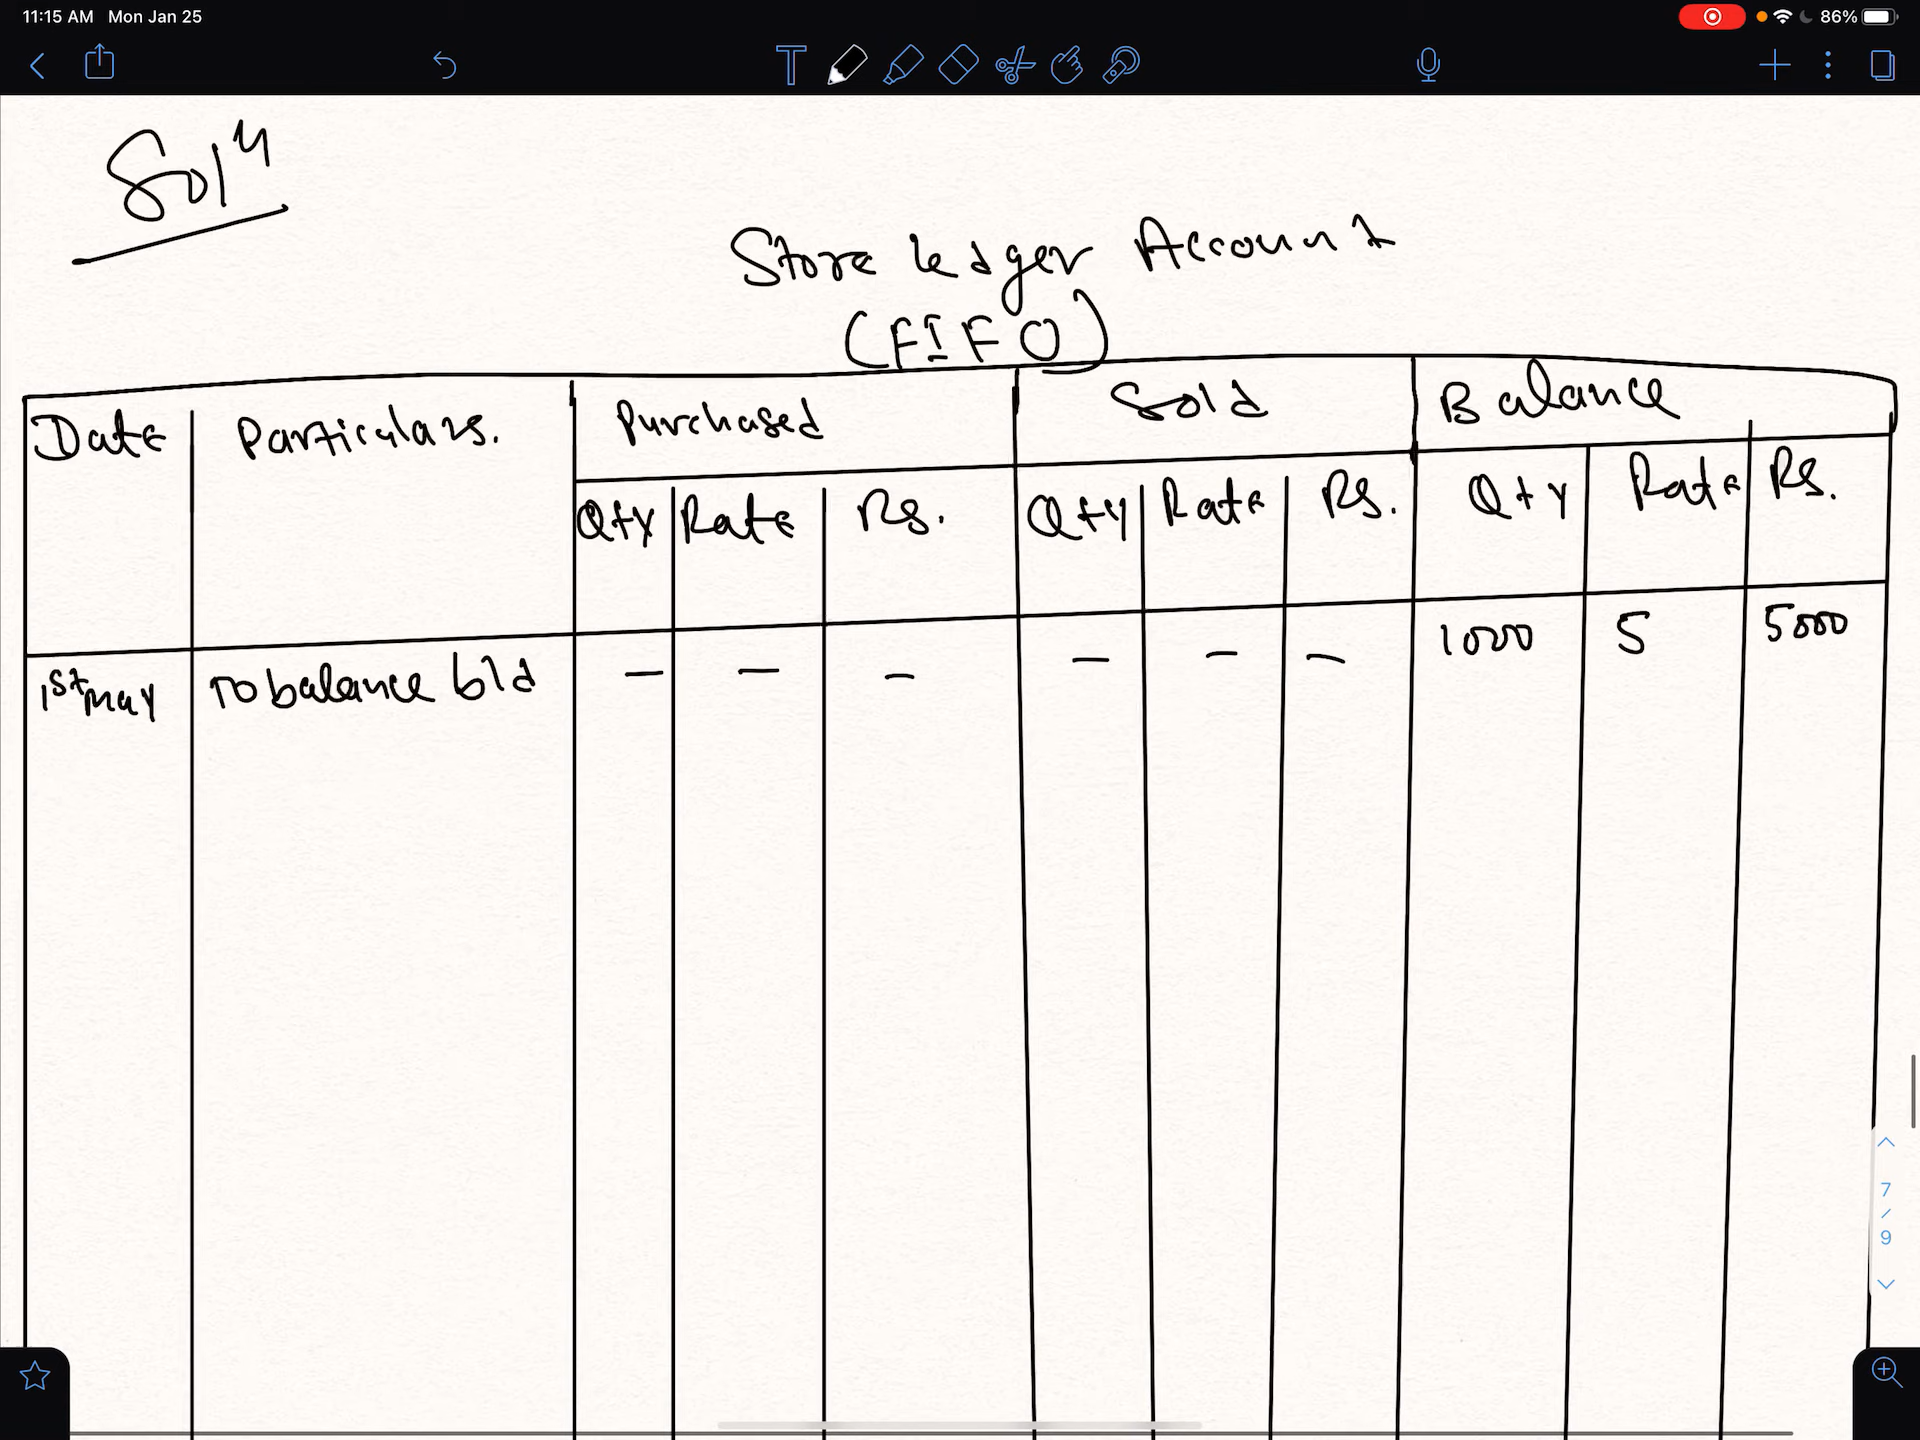 11:15 AM Mon Jan 25
86%
Solⁿ
Store ledger Account
(FIFO)
Date Particulars. Purchased Sold Balance
Qty Rate Rs. Qty Rate Rs. Qty Rate Rs.
1st may To balance b/d — — — — — — 1000 5 5000
7
/
9